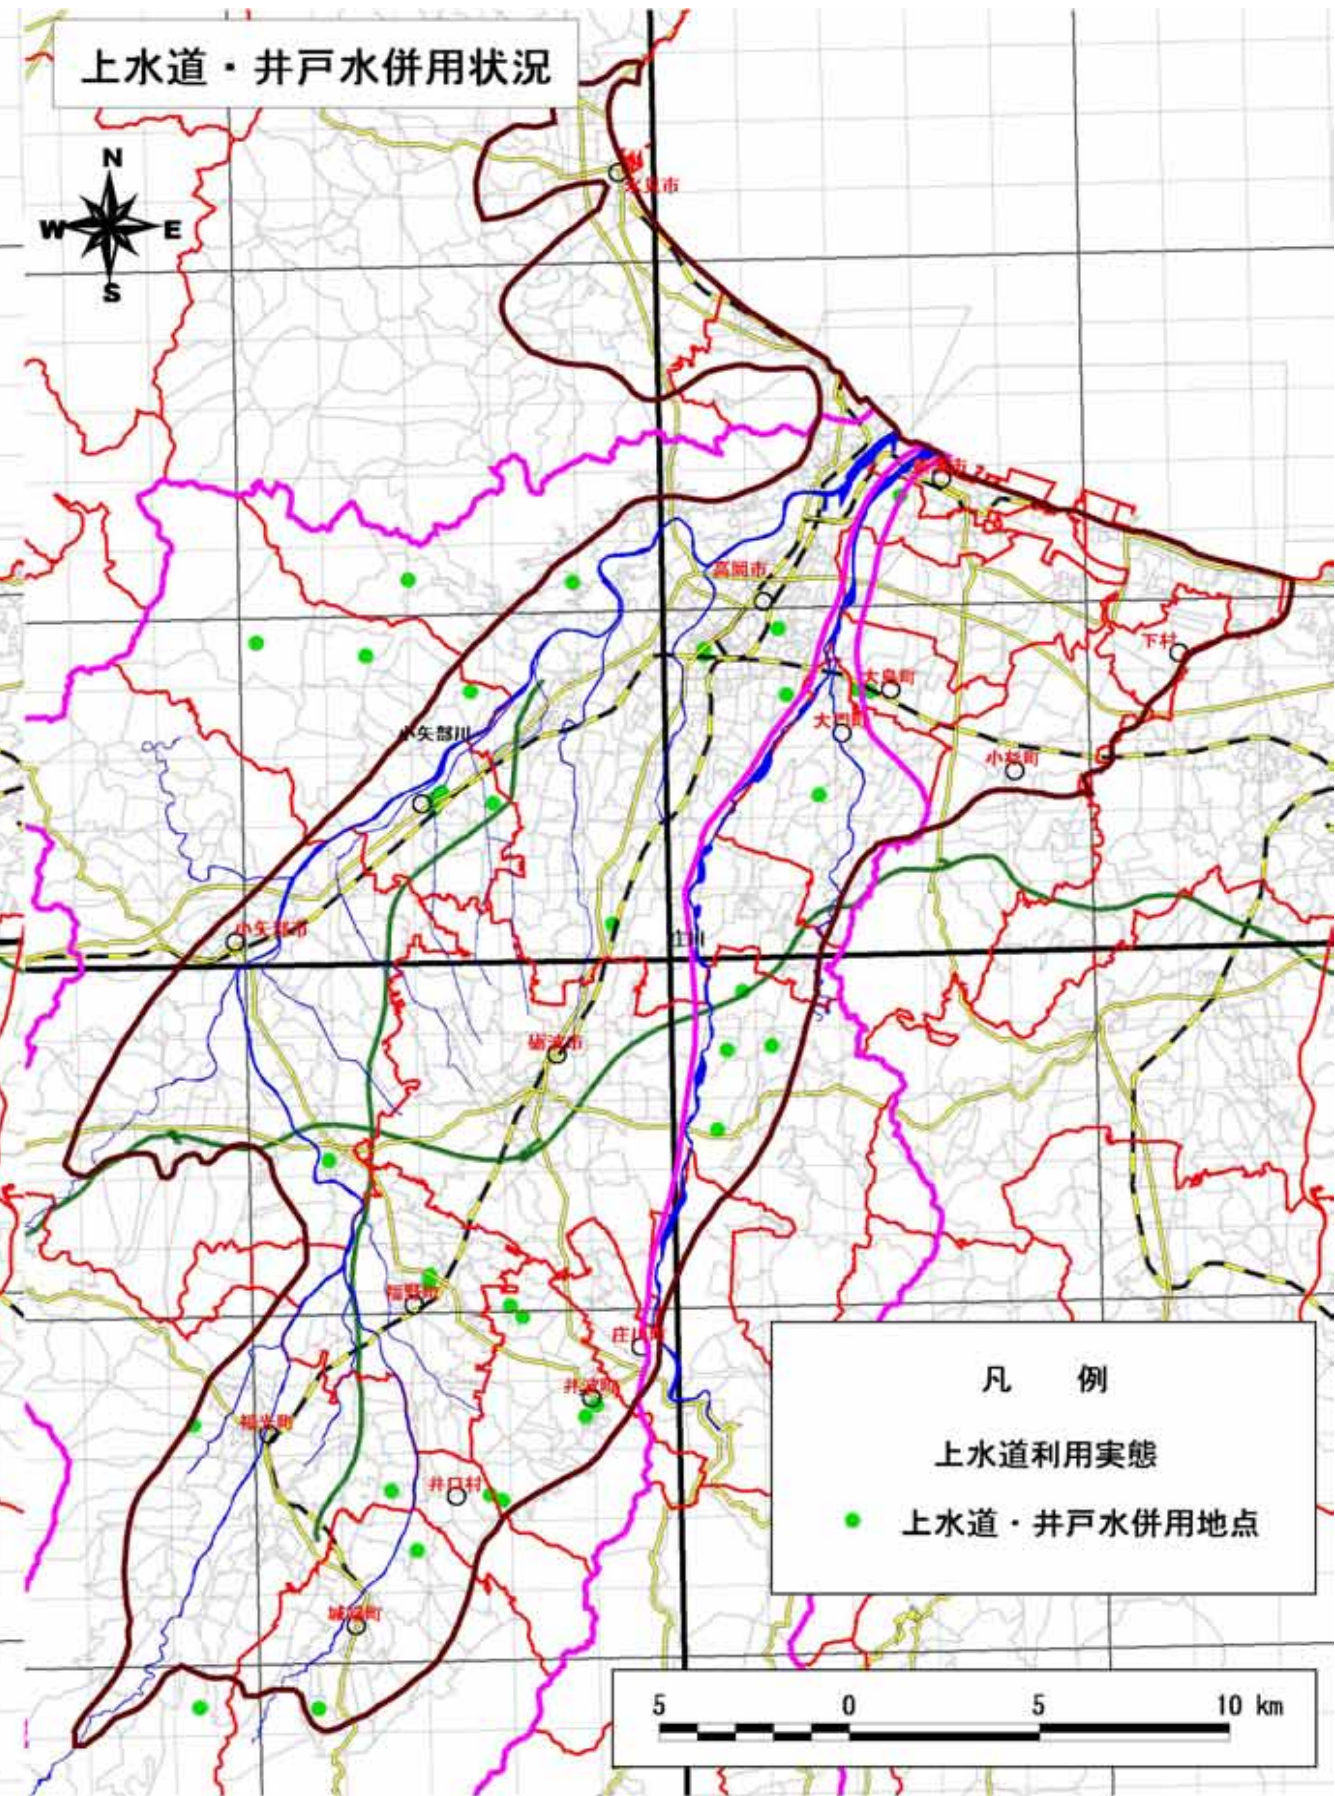 上水道・井戸水併用状況
N
W E
S
氷見市
高岡市
下村
大島町
大門町
小矢部川
小杉町
小矢部市
庄川
砺波市
福野町
庄川町
井波町
福光町
井口村
城端町
凡 例
上水道利用実態
上水道・井戸水併用地点
5 0 5 10 km